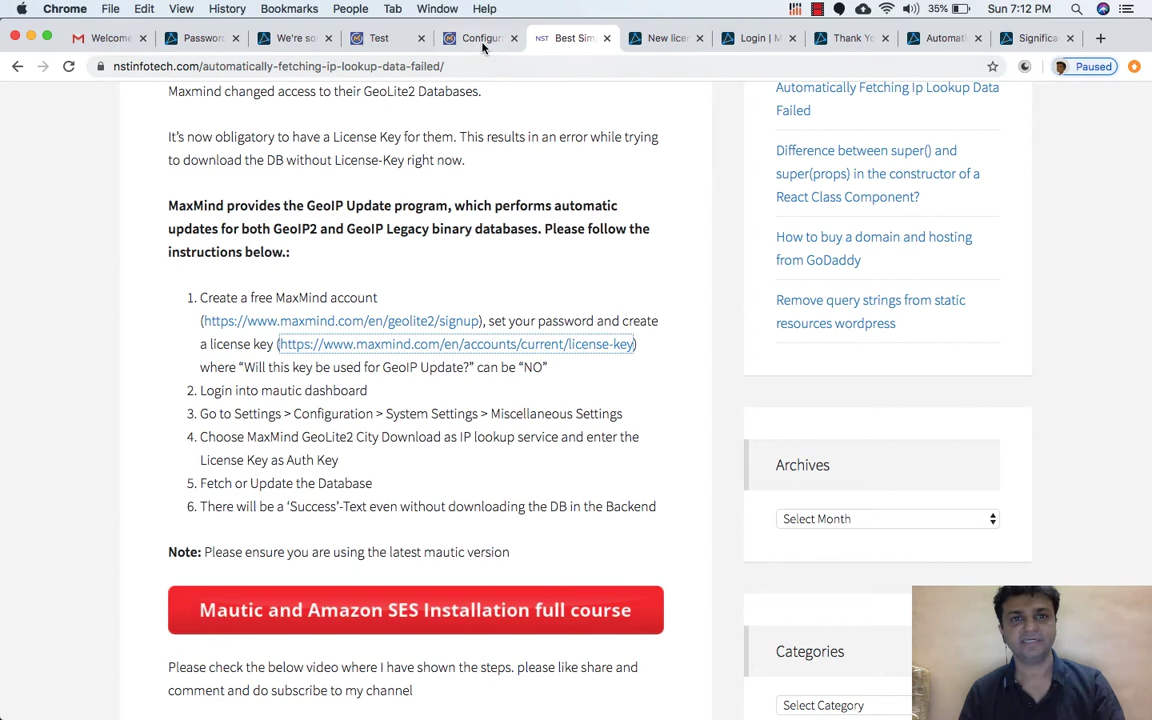 Chrome File Edit View History Bookmarks People Tab Window Help 35% Sun 7:12 PM
Welcome Password We're so Test Configur NST Best Sim New licen Login | M Thank Yo Automati Significa
nstinfotech.com/automatically-fetching-ip-lookup-data-failed/ Paused
Maxmind changed access to their GeoLite2 Databases.
It's now obligatory to have a License Key for them. This results in an error while trying
to download the DB without License-Key right now.
MaxMind provides the GeoIP Update program, which performs automatic
updates for both GeoIP2 and GeoIP Legacy binary databases. Please follow the
instructions below.:
1. Create a free MaxMind account
(https://www.maxmind.com/en/geolite2/signup), set your password and create
a license key (https://www.maxmind.com/en/accounts/current/license-key)
where “Will this key be used for GeoIP Update?” can be “NO”
2. Login into mautic dashboard
3. Go to Settings > Configuration > System Settings > Miscellaneous Settings
4. Choose MaxMind GeoLite2 City Download as IP lookup service and enter the
License Key as Auth Key
5. Fetch or Update the Database
6. There will be a ‘Success’-Text even without downloading the DB in the Backend
Note: Please ensure you are using the latest mautic version
Mautic and Amazon SES Installation full course
Please check the below video where I have shown the steps. please like share and
comment and do subscribe to my channel
Automatically Fetching Ip Lookup Data
Failed
Difference between super() and
super(props) in the constructor of a
React Class Component?
How to buy a domain and hosting
from GoDaddy
Remove query strings from static
resources wordpress
Archives
Select Month
Categories
Select Category